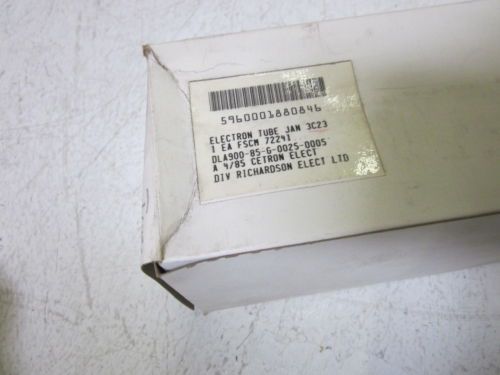 5960001880846
ELECTRON TUBE JAN 3C23
1 EA FSCM 72241
DLA900-85-G-0025-0005
A 4/85 CETRON ELECT
DIV RICHARDSON ELECT LTD